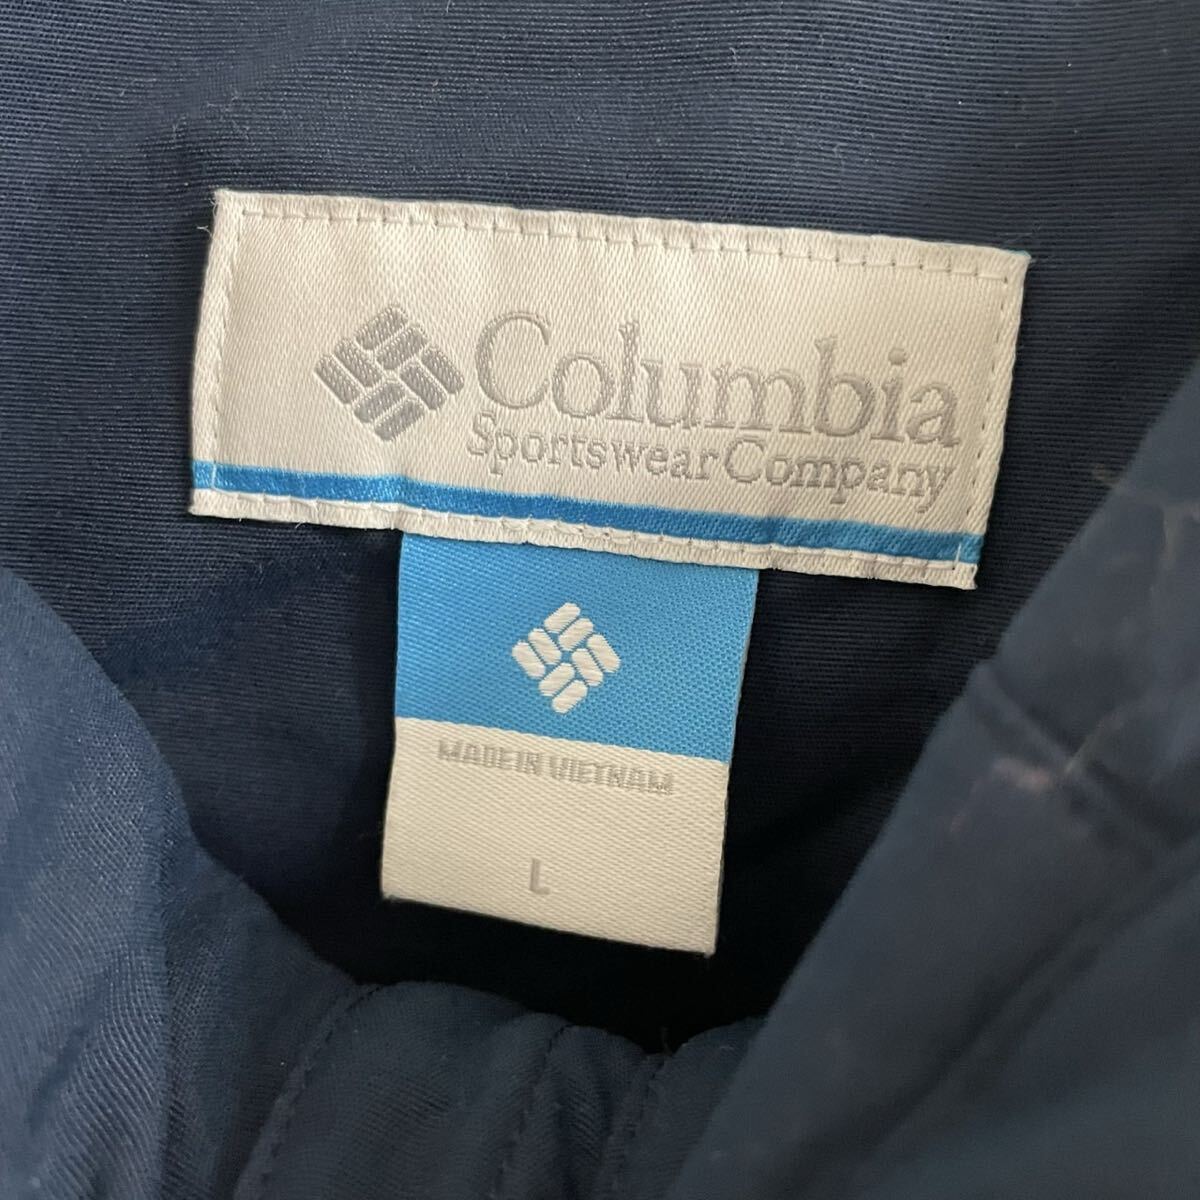 Columbia
Sportswear Company
MADE IN VIETNAM
L